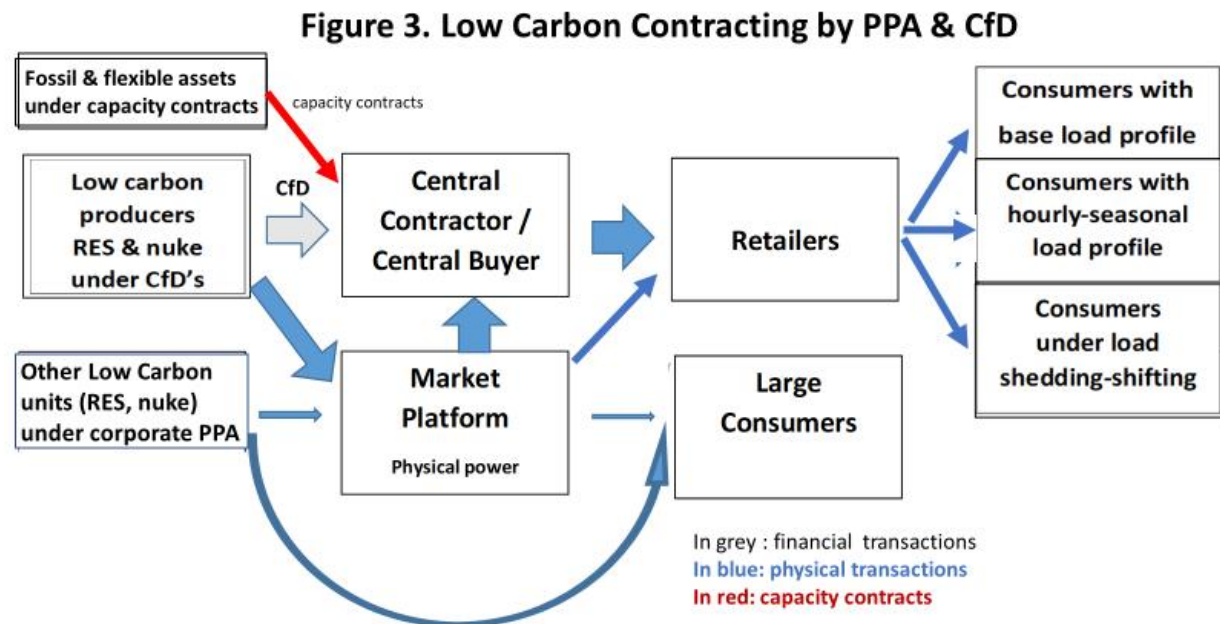 Figure 3. Low Carbon Contracting by PPA & CfD
Fossil & flexible assets
under capacity contracts
capacity contracts
Low carbon
producers
RES & nuke
under CfD's
CfD
Central
Contractor /
Central Buyer
Retailers
Consumers with
base load profile
Consumers with
hourly-seasonal
load profile
Consumers
under load
shedding-shifting
Other Low Carbon
units (RES, nuke)
under corporate PPA
Market
Platform
Physical power
Large
Consumers
In grey : financial transactions
In blue: physical transactions
In red: capacity contracts